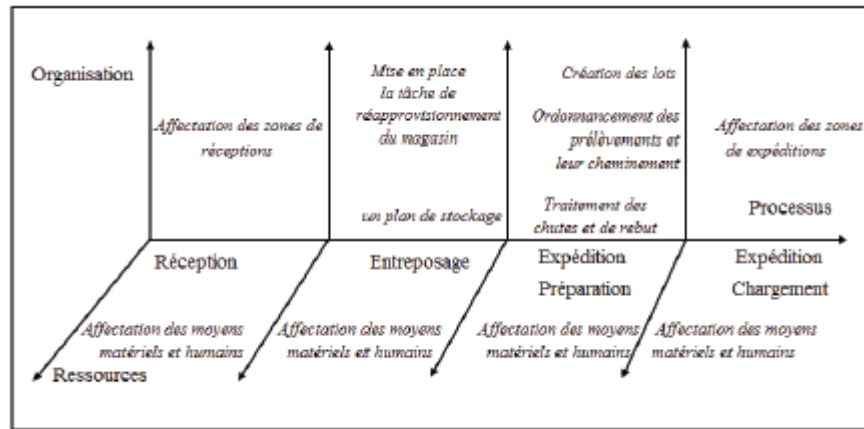 Organisation
Affectation des zones de
réceptions
Mise en place
la tâche de
réapprovisionnement
du magasin
un plan de stockage
Création des lots
Ordonnancement des
prélèvements et
leur cheminement
Traitement des
chutes et de rebut
Affectation des zones
de expéditions
Processus
Réception
Entreposage
Expédition
Préparation
Expédition
Chargement
Affectation des moyens
matériels et humains
Affectation des moyens
matériels et humains
Affectation des moyens
matériels et humains
Affectation des moyens
matériels et humains
Ressources